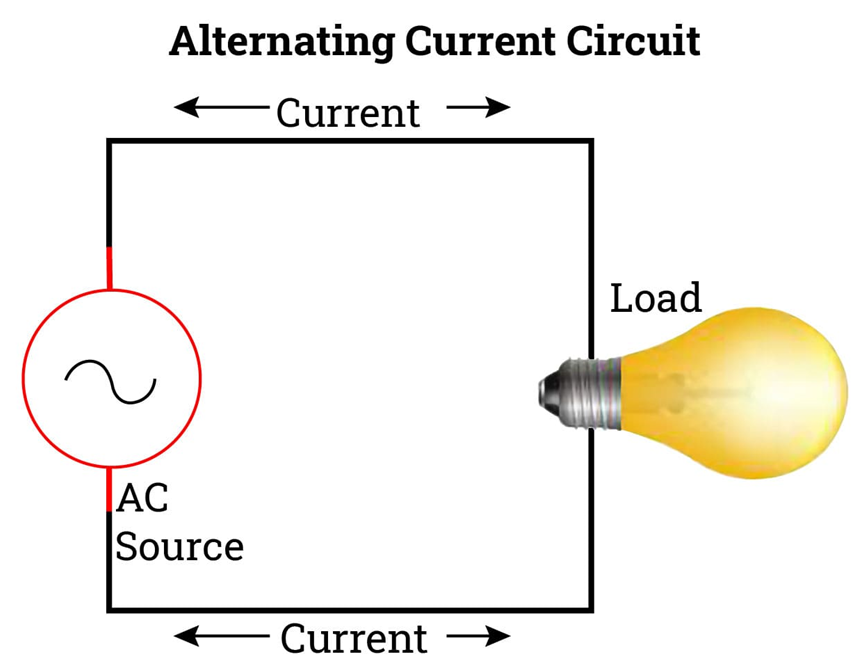 Alternating Current Circuit
Current
Load
AC
Source
Current